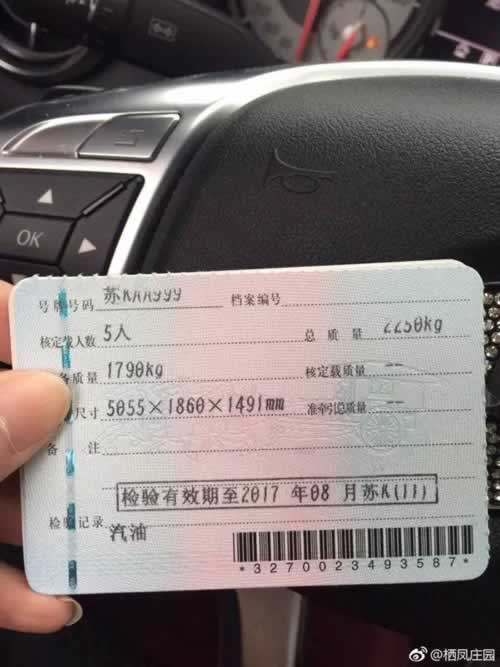 OK
号牌号码 苏KAA999 档案编号
核定载人数 5人 总质量 2250kg
备质量 1790kg 核定载质量 --
尺寸 5055×1860×1491mm 准牵引总质量 --
备注
检验有效期至2017年08月苏K(11)
检验记录 汽油
*3270023493587*
@栖凤庄园